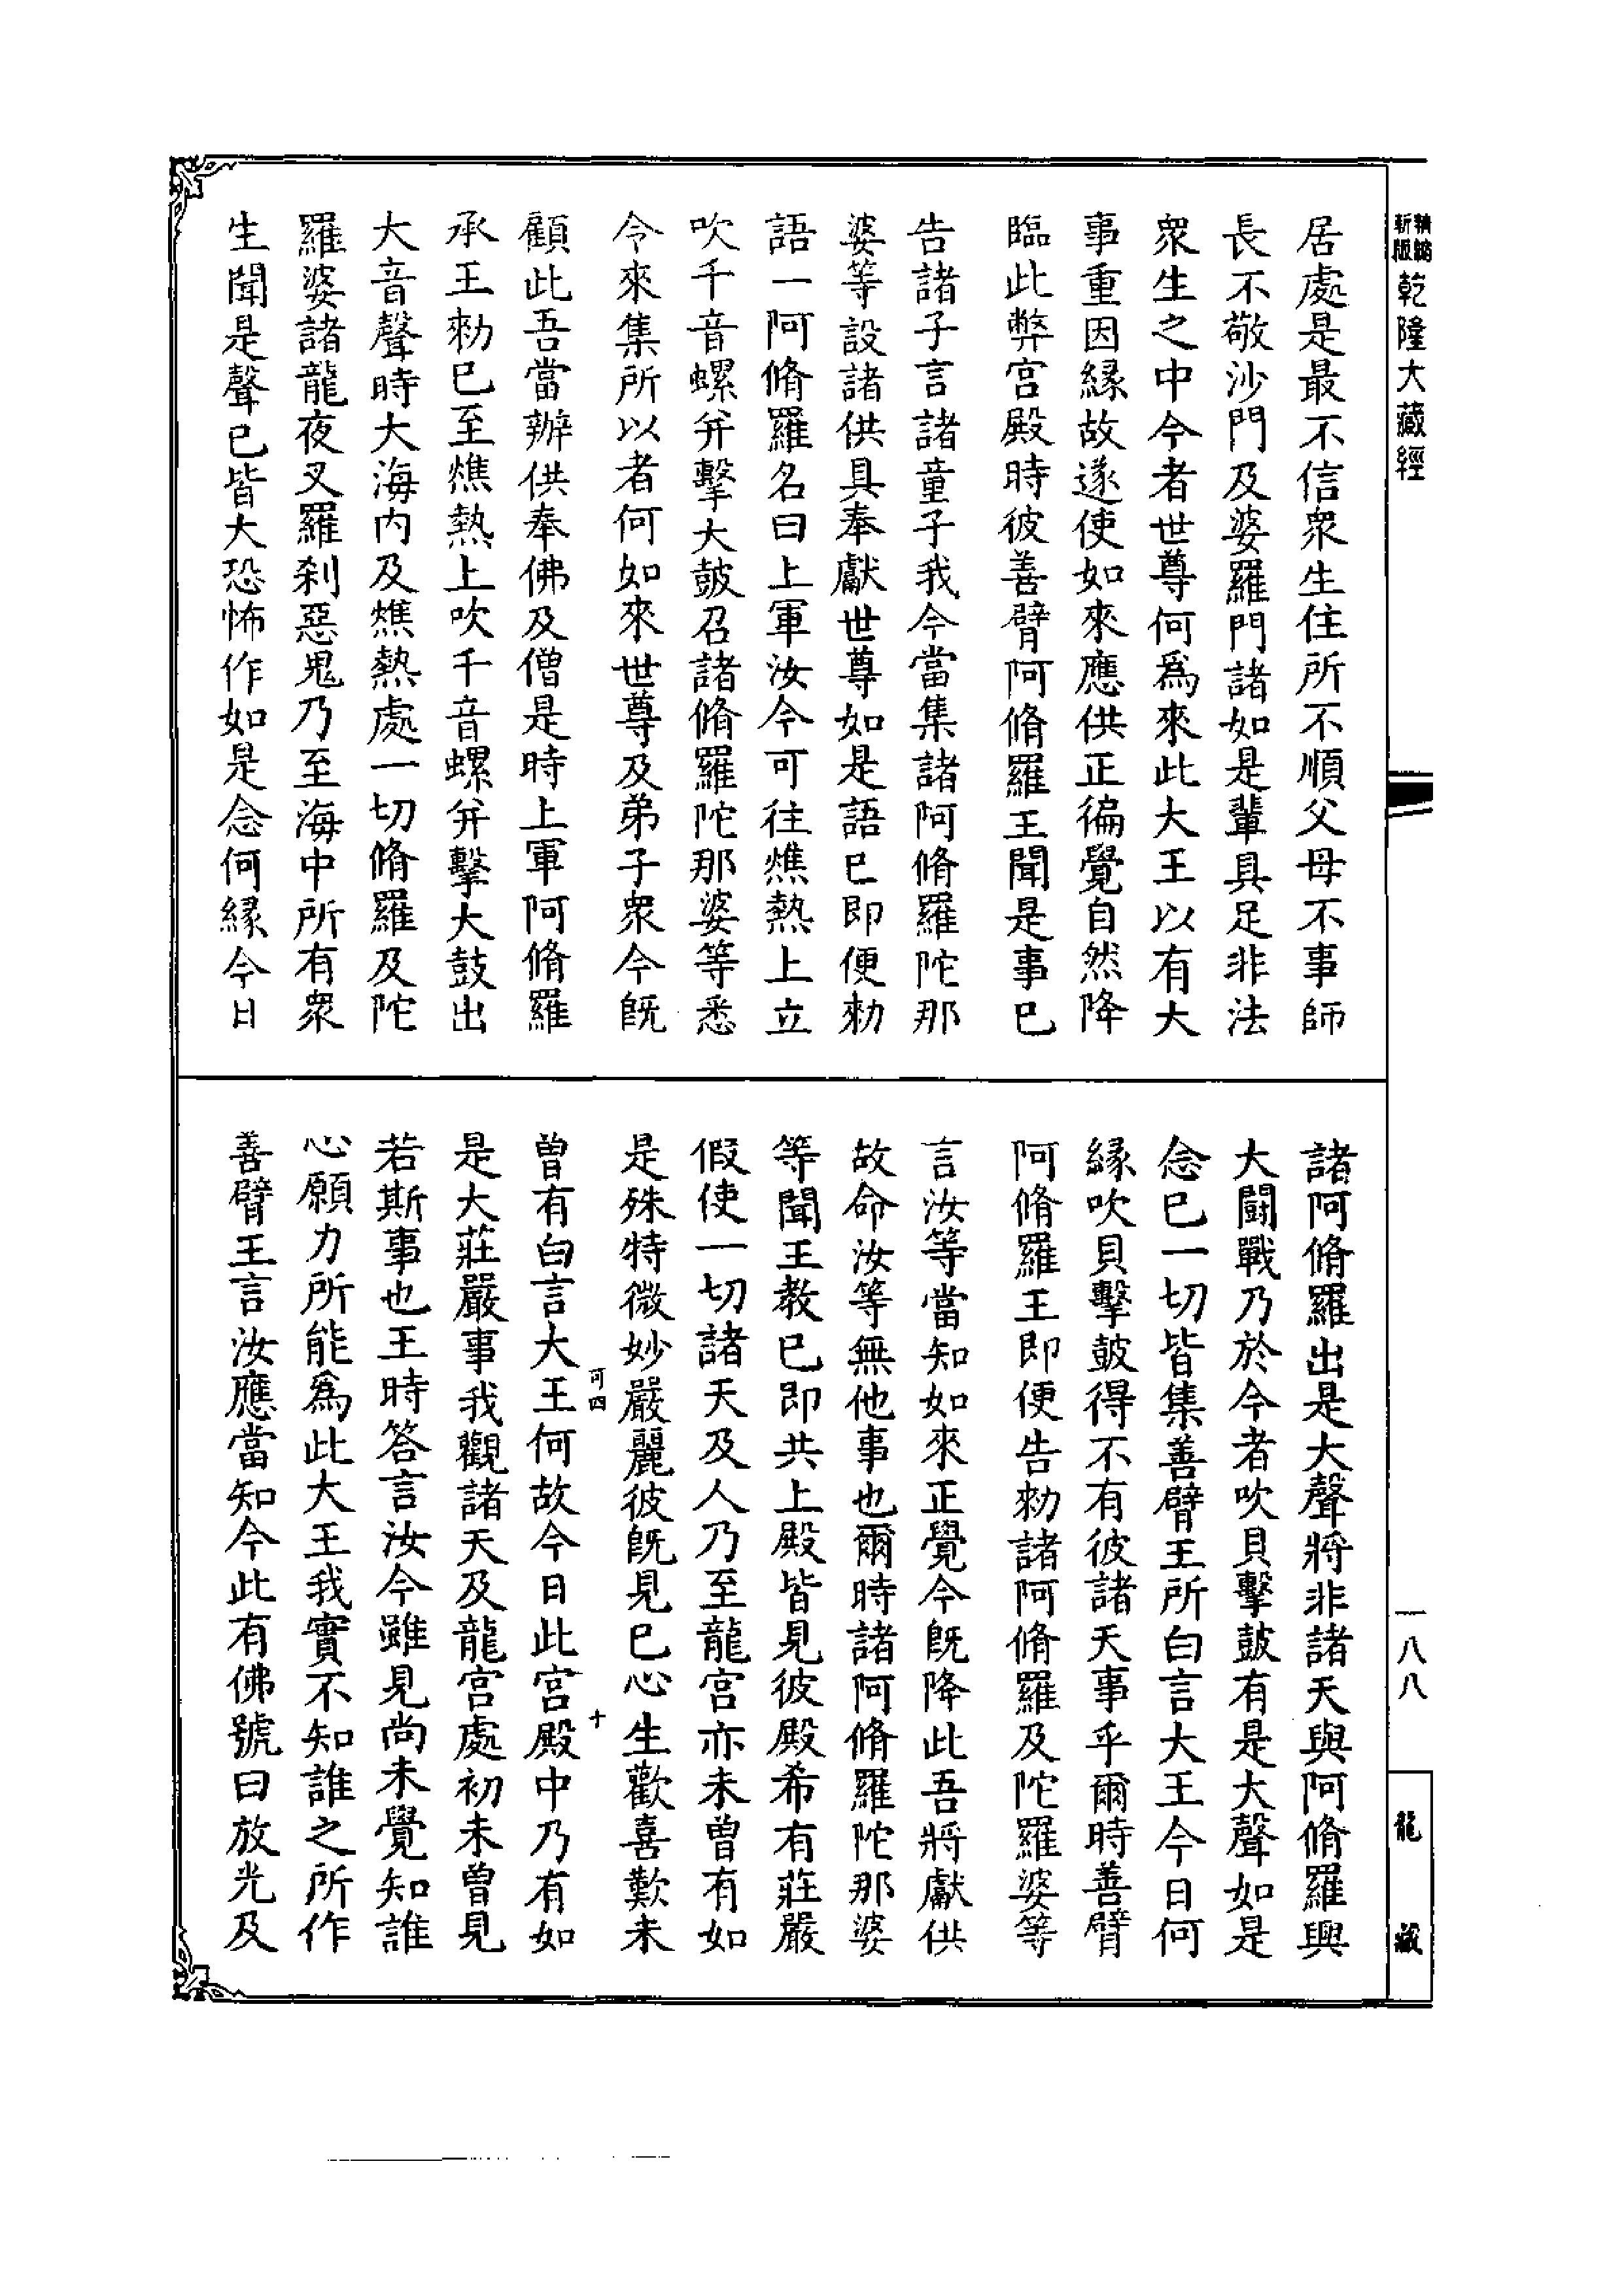 精縮新版乾隆大藏經
居處是最不信衆生住所不順父母不事師
長不敬沙門及婆羅門諸如是輩具足非法
衆生之中今者世尊何爲來此大王以有大
事重因縁故遂使如來應供正徧覺自然降
臨此弊宮殿時彼善臂阿脩羅王聞是事已
告諸子言諸童子我今當集諸阿脩羅陀那
婆等設諸供具奉獻世尊如是語已即便勑
語一阿脩羅名曰上軍汝今可往燋熱上立
吹千音螺并擊大皷召諸脩羅陀那婆等悉
令來集所以者何如來世尊及弟子衆今旣
顧此吾當辦供奉佛及僧是時上軍阿脩羅
承王勑已至燋熱上吹千音螺并擊大鼓出
大音聲時大海内及燋熱處一切脩羅及陀
羅婆諸龍夜叉羅刹惡鬼乃至海中所有衆
生聞是聲已皆大恐怖作如是念何縁今日
諸阿脩羅出是大聲將非諸天與阿脩羅興
大鬪戰乃於今者吹貝擊皷有是大聲如是
念已一切皆集善臂王所白言大王今日何
縁吹貝擊皷得不有彼諸天事乎爾時善臂
阿脩羅王即便告勑諸阿脩羅及陀羅婆等
言汝等當知如來正覺今旣降此吾將獻供
故命汝等無他事也爾時諸阿脩羅陀那婆
等聞王教已即共上殿皆見彼殿希有莊嚴
假使一切諸天及人乃至龍宮亦未曽有如
是殊特微妙嚴麗彼旣見已心生歡喜歎未
可四 十
曽有白言大王何故今日此宮殿中乃有如
是大莊嚴事我觀諸天及龍宮處初未曽見
若斯事也王時答言汝今雖見尚未覺知誰
心願力所能爲此大王我實不知誰之所作
善臂王言汝應當知今此有佛號曰放光及
一八八
龍藏